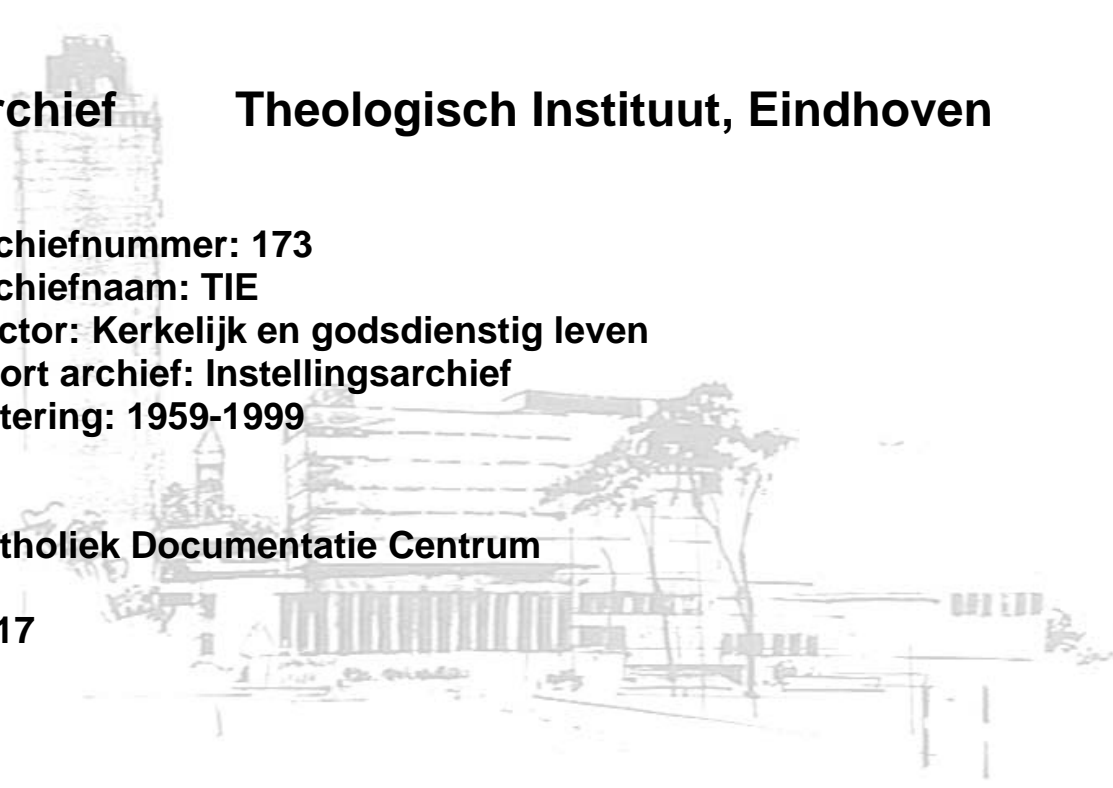 rchief Theologisch Instituut, Eindhoven
chiefnummer: 173
chiefnaam: TIE
ctor: Kerkelijk en godsdienstig leven
ort archief: Instellingsarchief
tering: 1959-1999
tholiek Documentatie Centrum
17